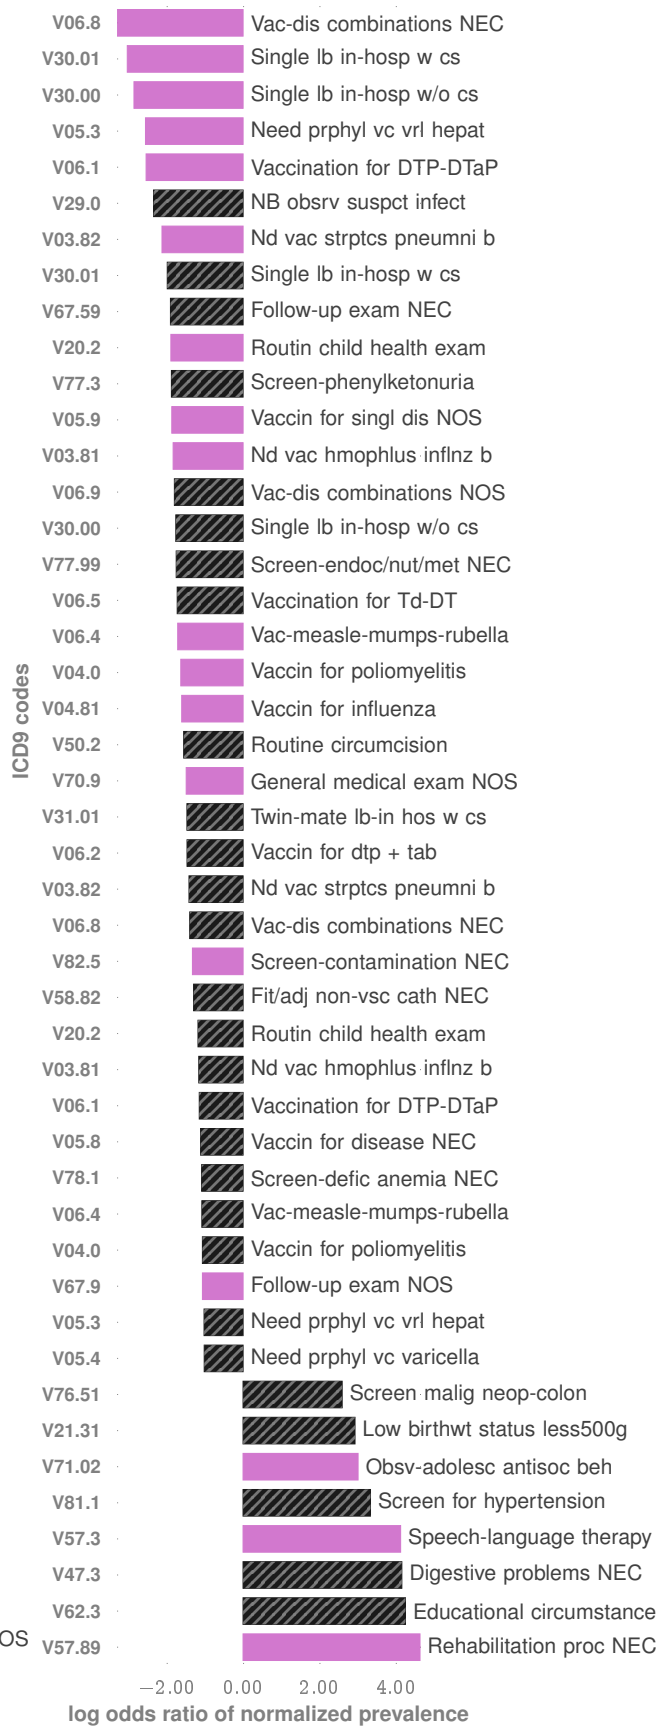 V06.8 Vac-dis combinations NEC
V30.01 Single lb in-hosp w cs
V30.00 Single lb in-hosp w/o cs
V05.3 Need prphyl vc vrl hepat
V06.1 Vaccination for DTP-DTaP
V29.0 NB obsrv suspct infect
V03.82 Nd vac strptcs pneumni b
V30.01 Single lb in-hosp w cs
V67.59 Follow-up exam NEC
V20.2 Routin child health exam
V77.3 Screen-phenylketonuria
V05.9 Vaccin for singl dis NOS
V03.81 Nd vac hmophlus inflnz b
V06.9 Vac-dis combinations NOS
V30.00 Single lb in-hosp w/o cs
V77.99 Screen-endoc/nut/met NEC
V06.5 Vaccination for Td-DT
V06.4 Vac-measle-mumps-rubella
V04.0 Vaccin for poliomyelitis
V04.81 Vaccin for influenza
ICD9 codes
V50.2 Routine circumcision
V70.9 General medical exam NOS
V31.01 Twin-mate lb-in hos w cs
V06.2 Vaccin for dtp + tab
V03.82 Nd vac strptcs pneumni b
V06.8 Vac-dis combinations NEC
V82.5 Screen-contamination NEC
V58.82 Fit/adj non-vsc cath NEC
V20.2 Routin child health exam
V03.81 Nd vac hmophlus inflnz b
V06.1 Vaccination for DTP-DTaP
V05.8 Vaccin for disease NEC
V78.1 Screen-defic anemia NEC
V06.4 Vac-measle-mumps-rubella
V04.0 Vaccin for poliomyelitis
V67.9 Follow-up exam NOS
V05.3 Need prphyl vc vrl hepat
V05.4 Need prphyl vc varicella
V76.51 Screen malig neop-colon
V21.31 Low birthwt status less500g
V71.02 Obsv-adolesc antisoc beh
V81.1 Screen for hypertension
V57.3 Speech-language therapy
V47.3 Digestive problems NEC
V62.3 Educational circumstance
OS V57.89 Rehabilitation proc NEC
−2.00 0.00 2.00 4.00
log odds ratio of normalized prevalence